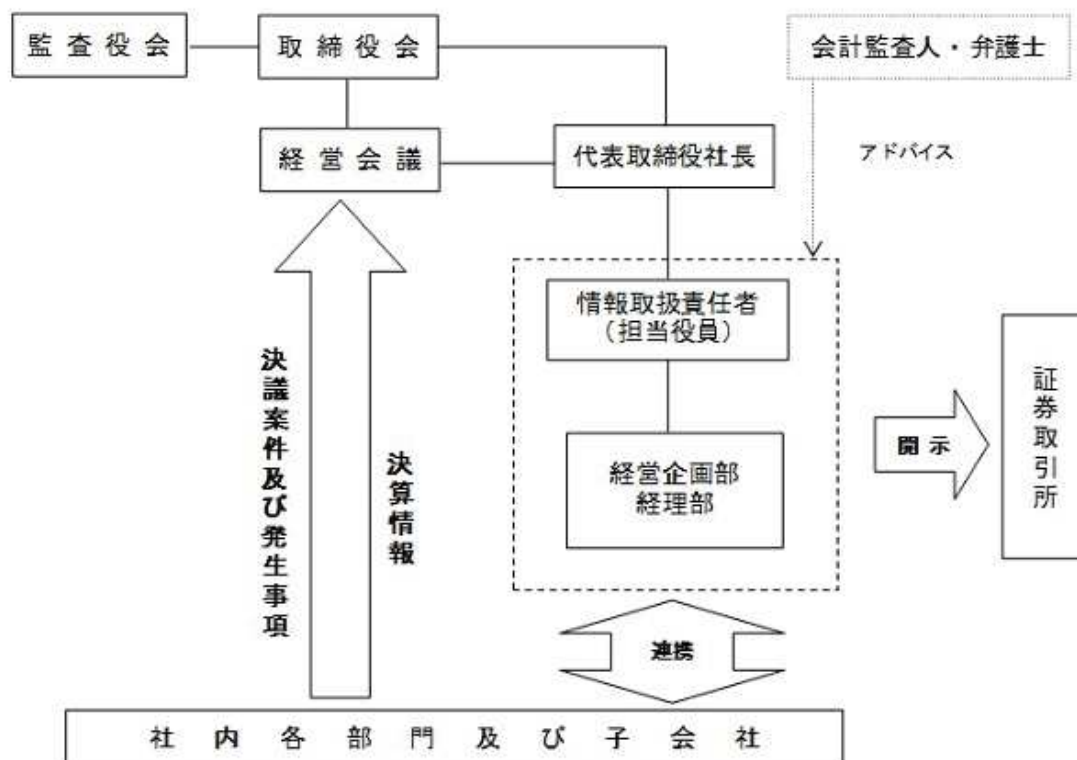 監査役会
取締役会
会計監査人・弁護士
経営会議
代表取締役社長
アドバイス
情報取扱責任者
（担当役員）
決議案件及び発生事項
決算情報
経営企画部
経理部
開示
証券取引所
連携
社内各部門及び子会社